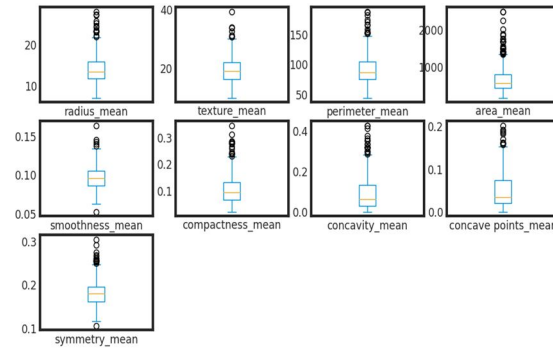 20
10
radius_mean
40
20
texture_mean
150
100
50
perimeter_mean
2000
1000
area_mean
0.15
0.10
0.05
smoothness_mean
0.3
0.2
0.1
compactness_mean
0.4
0.2
0.0
concavity_mean
0.2
0.1
0.0
concave points_mean
0.3
0.2
0.1
symmetry_mean